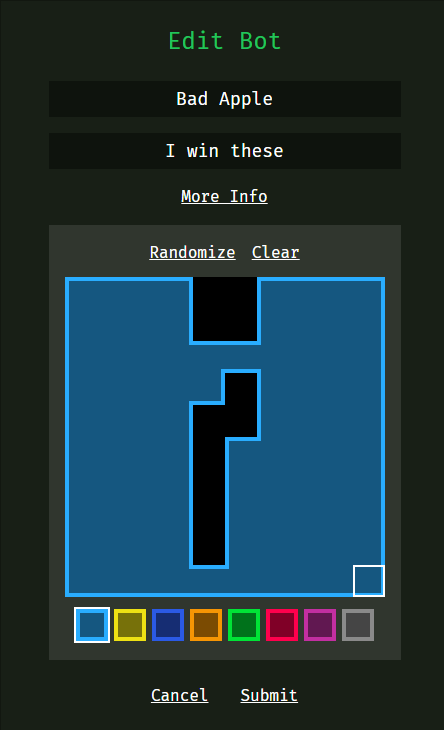 Edit Bot
Bad Apple
I win these
More Info
Randomize Clear
Cancel Submit